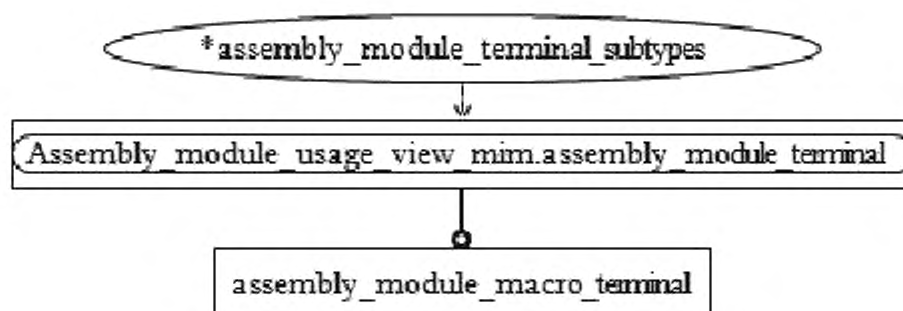 *assembly_module_terminal_subtypes
Assembly_module_usage_view_mim.assembly_module_terminal
assembly_module_macro_terminal